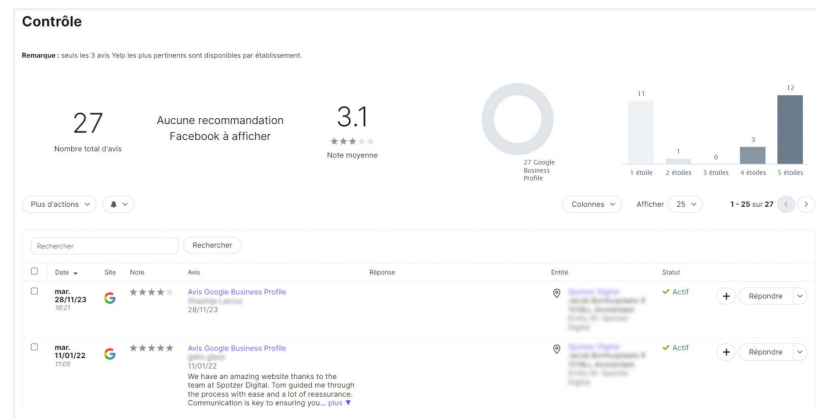 Contrôle
Remarque : seuls les 3 avis Yelp les plus pertinents sont disponibles par établissement.
27
Nombre total d'avis
Aucune recommandation
Facebook à afficher
3.1
Note moyenne
27 Google
Business
Profile
11
1
0
3
12
1 étoile
2 étoiles
3 étoiles
4 étoiles
5 étoiles
Plus d'actions
Colonnes
Afficher
25
1 - 25 sur 27
Rechercher
Rechercher
Date
Site
Note
Avis
Réponse
Entité
Statut
mar.
28/11/23
16:21
Avis Google Business Profile
28/11/23
Actif
Répondre
mar.
11/01/22
11:05
Avis Google Business Profile
11/01/22
We have an amazing website thanks to the
team at Spotzer Digital. Tom guided me through
the process with ease and a lot of reassurance.
Communication is key to ensuring you... plus
Actif
Répondre